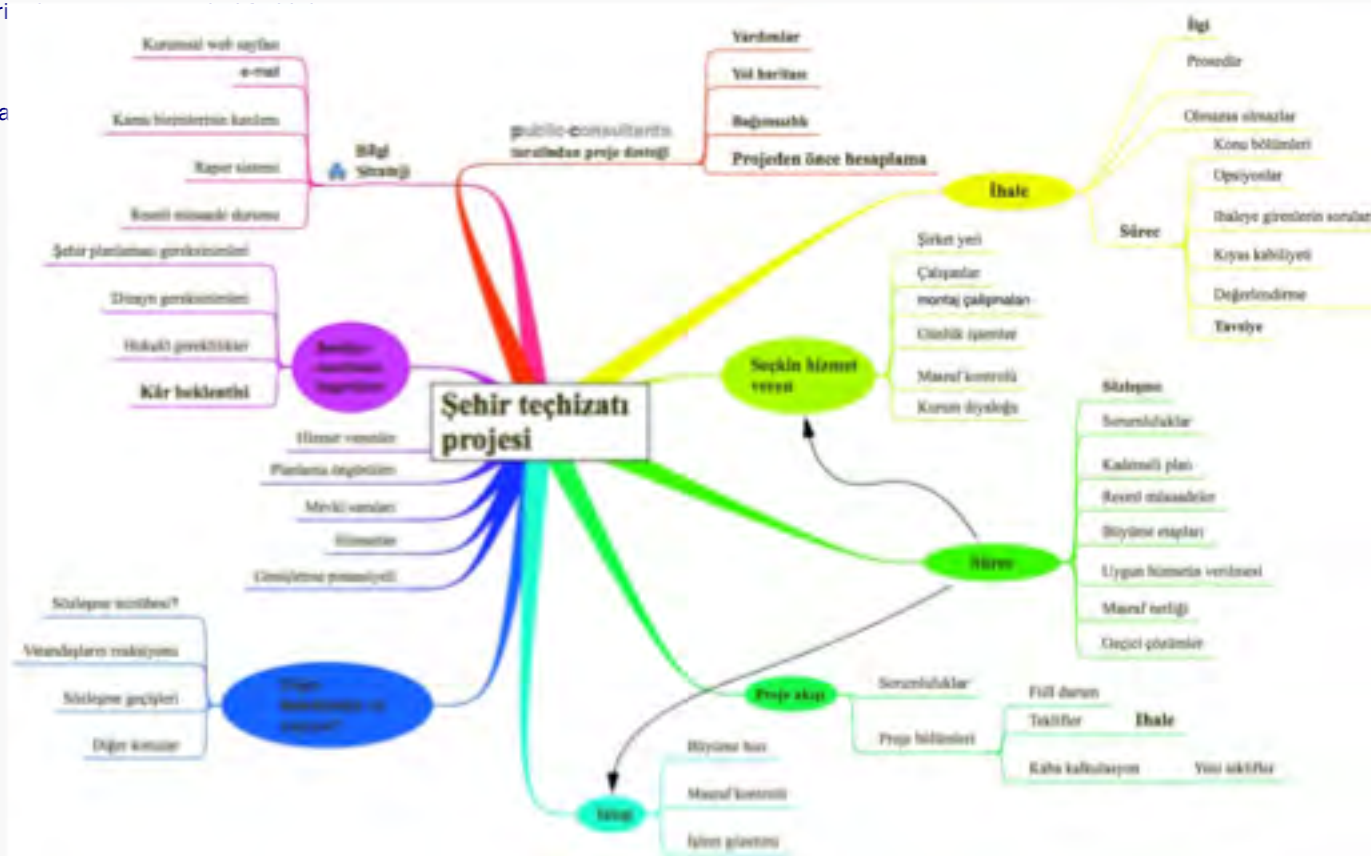 ri
a
Kurumsal web sayfası
e-mail
Kamu birimlerinin katılımı
Rapor sistemi
Resmi müsaade durumu
Bilgi
Strateji
public-consultants
tarafından proje desteği
Yardımlar
Yol haritası
Bağımsızlık
Projeden önce hesaplama
İhale
İlgi
Prosedür
Olmazsa olmazlar
Süreç
Konu bölümleri
Opsiyonlar
İhaleye girenlerin soruları
Kıyas kabiliyeti
Değerlendirme
Tavsiye
Şehir planlaması gereksinimleri
Dizayn gereksinimleri
Hukuki gereklilikler
Kâr beklentisi
Şehir teçhizatı
projesi
Seçkin hizmet
veren
Şirket yeri
Çalışanlar
montaj çalışmaları
Günlük işlemler
Masraf kontrolü
Kurum diyaloğu
Hizmet verenler
Planlama öngörüleri
Mevki
Hizmetler
Genişletme potansiyeli
Süreç
Sözleşme
Sorumluluklar
Kademeli plan
Resmi müsaadeler
Büyüme etapları
Uygun hizmetin verilmesi
Masraf netliği
Geçici çözümler
Sözleşme tecrübesi?
Vatandaşların reaksiyonu
Sözleşme geçişleri
Diğer konular
Proje akışı
Sorumluluklar
Proje bölümleri
Fiili durum
Teklifler
İhale
Kaba kalkulasyon
Yeni teklifler
Büyüme hızı
Masraf kontrolü
İşlem gözetimi